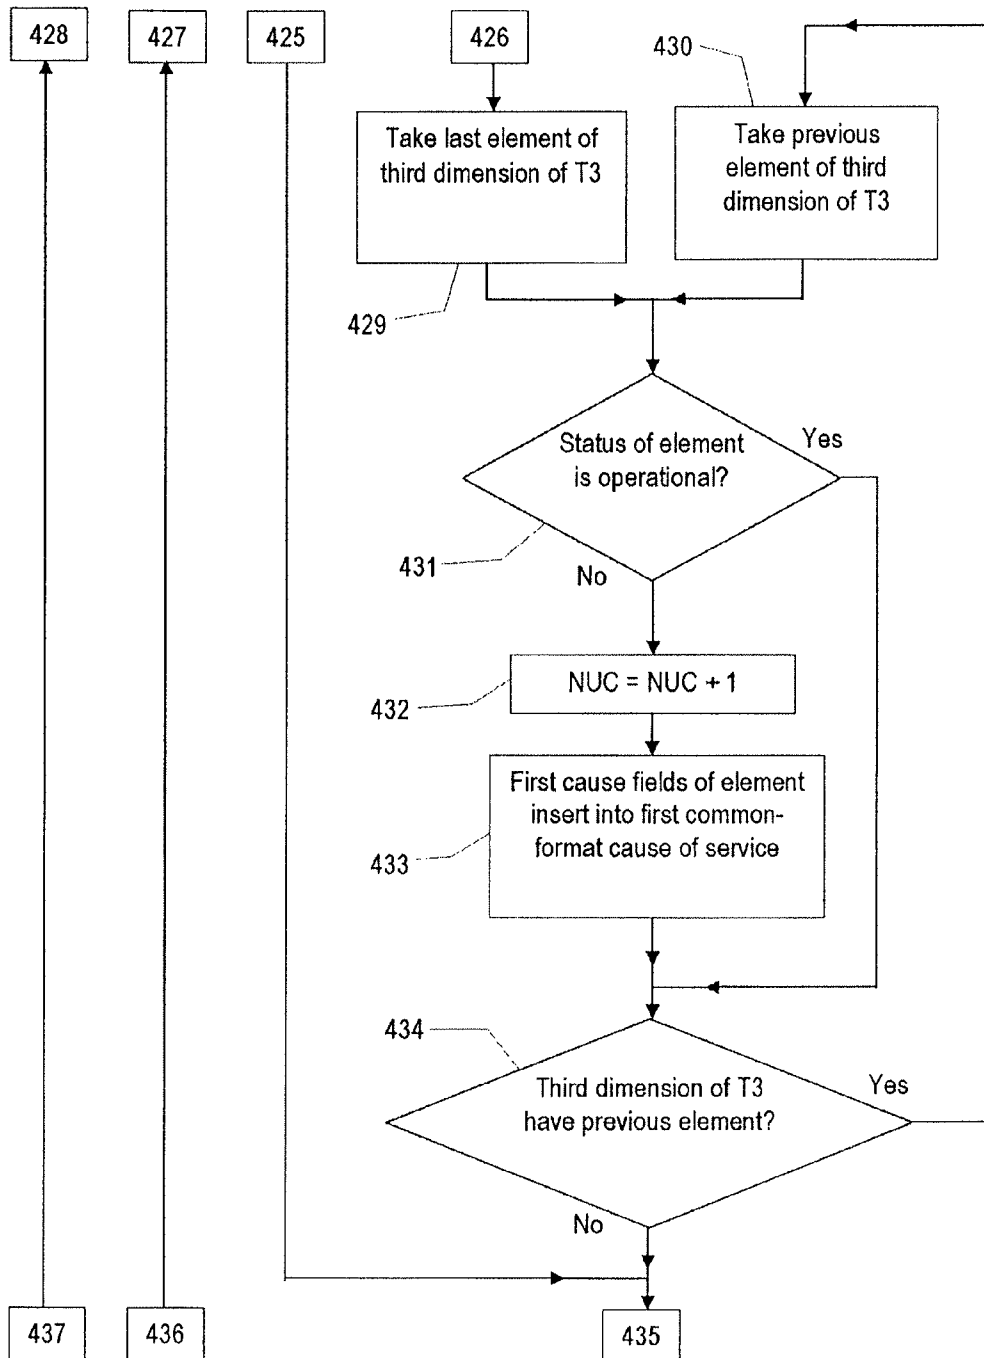 428
427
425
426
430
Take last element of
third dimension of T3
Take previous
element of third
dimension of T3
429
Status of element
is operational?
Yes
431
No
NUC = NUC + 1
432
First cause fields of element
insert into first common-
format cause of service
433
434
Third dimension of T3
have previous element?
Yes
No
437
436
435